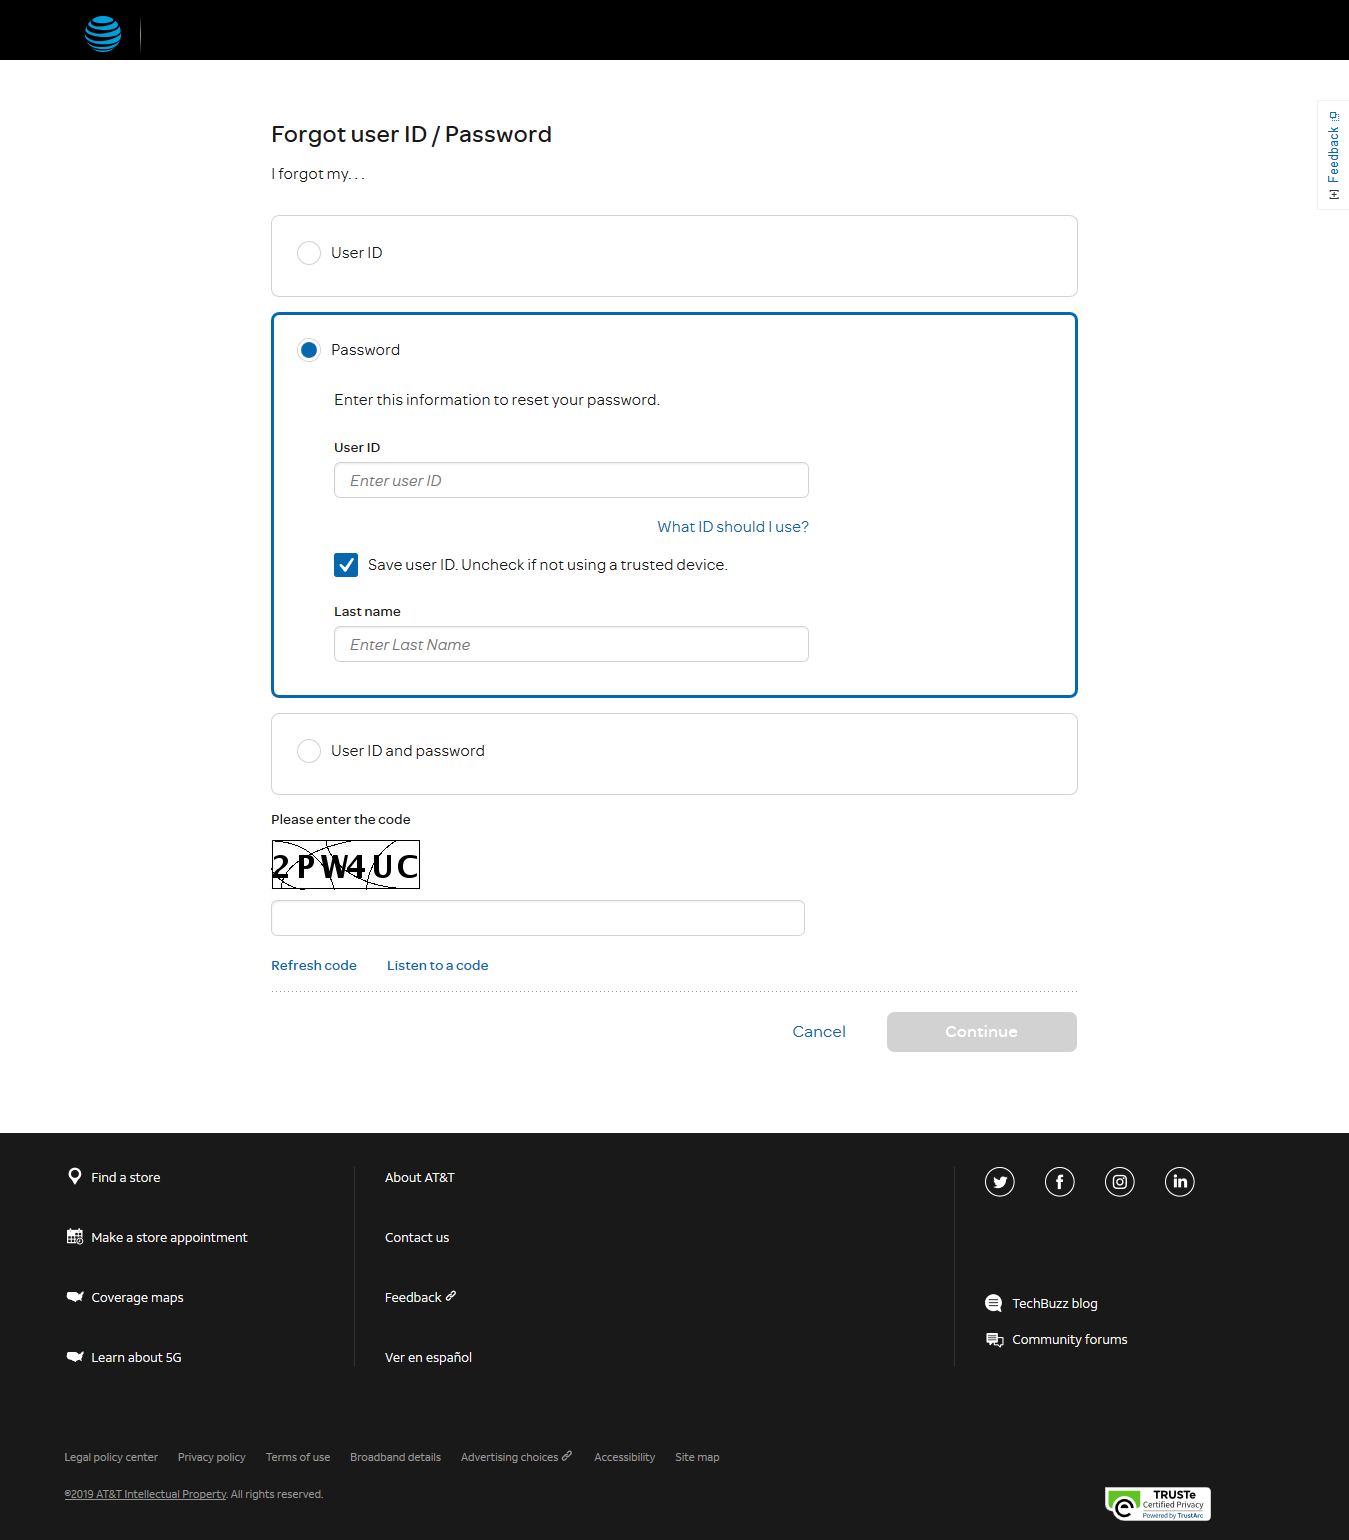 Feedback
[+]
Forgot user ID / Password
I forgot my. . .
User ID
Password
Enter this information to reset your password.
User ID
Enter user ID
What ID should I use?
Save user ID. Uncheck if not using a trusted device.
Last name
Enter Last Name
User ID and password
Please enter the code
2PW4UC
Refresh code Listen to a code
Cancel Continue
Find a store
Make a store appointment
Coverage maps
Learn about 5G
About AT&T
Contact us
Feedback
Ver en español
TechBuzz blog
Community forums
Legal policy center Privacy policy Terms of use Broadband details Advertising choices Accessibility Site map
©2019 AT&T Intellectual Property. All rights reserved.
TRUSTe
Certified Privacy
Powered by TrustArc